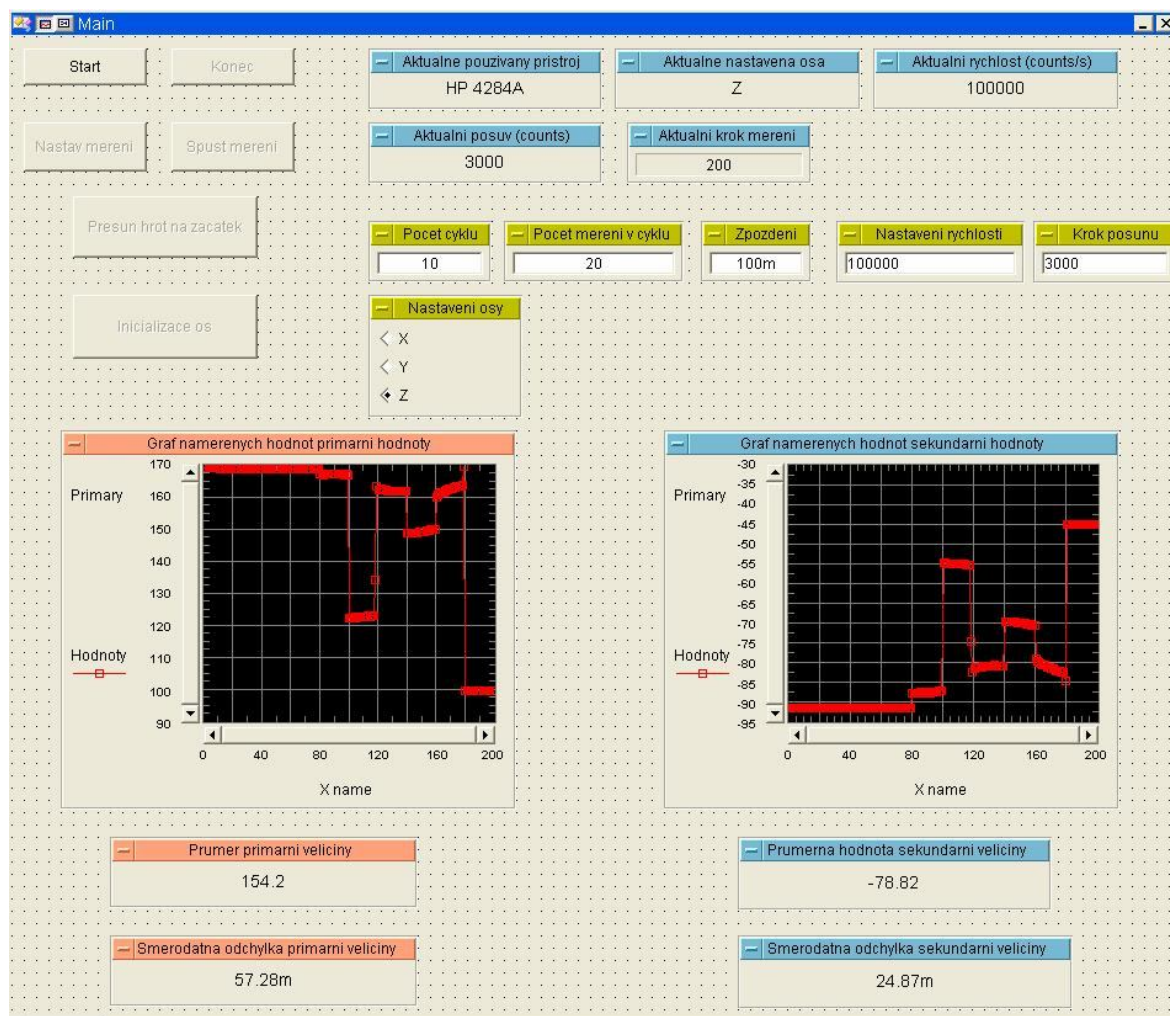 Main
Start
Konec
Aktualne pouzivany pristroj
HP 4284A
Aktualne nastavena osa
Z
Aktualni rychlost (counts/s)
100000
Nastav mereni
Spust mereni
Aktualni posuv (counts)
3000
Aktualni krok mereni
200
Presun hrot na zacatek
Pocet cyklu
10
Pocet mereni v cyklu
20
Zpozdeni
100m
Nastaveni rychlosti
100000
Krok posunu
3000
Inicializace os
Nastaveni osy
X
Y
Z
Graf namerenych hodnot primarni hodnoty
Primary
Hodnoty
170
160
150
140
130
120
110
100
90
0 40 80 120 160 200
X name
Graf namerenych hodnot sekundarni hodnoty
Primary
Hodnoty
-30
-35
-40
-45
-50
-55
-60
-65
-70
-75
-80
-85
-90
-95
0 40 80 120 160 200
X name
Prumer primarni veliciny
154.2
Prumerna hodnota sekundarni veliciny
-78.82
Smerodatna odchylka primarni veliciny
57.28m
Smerodatna odchylka sekundarni veliciny
24.87m